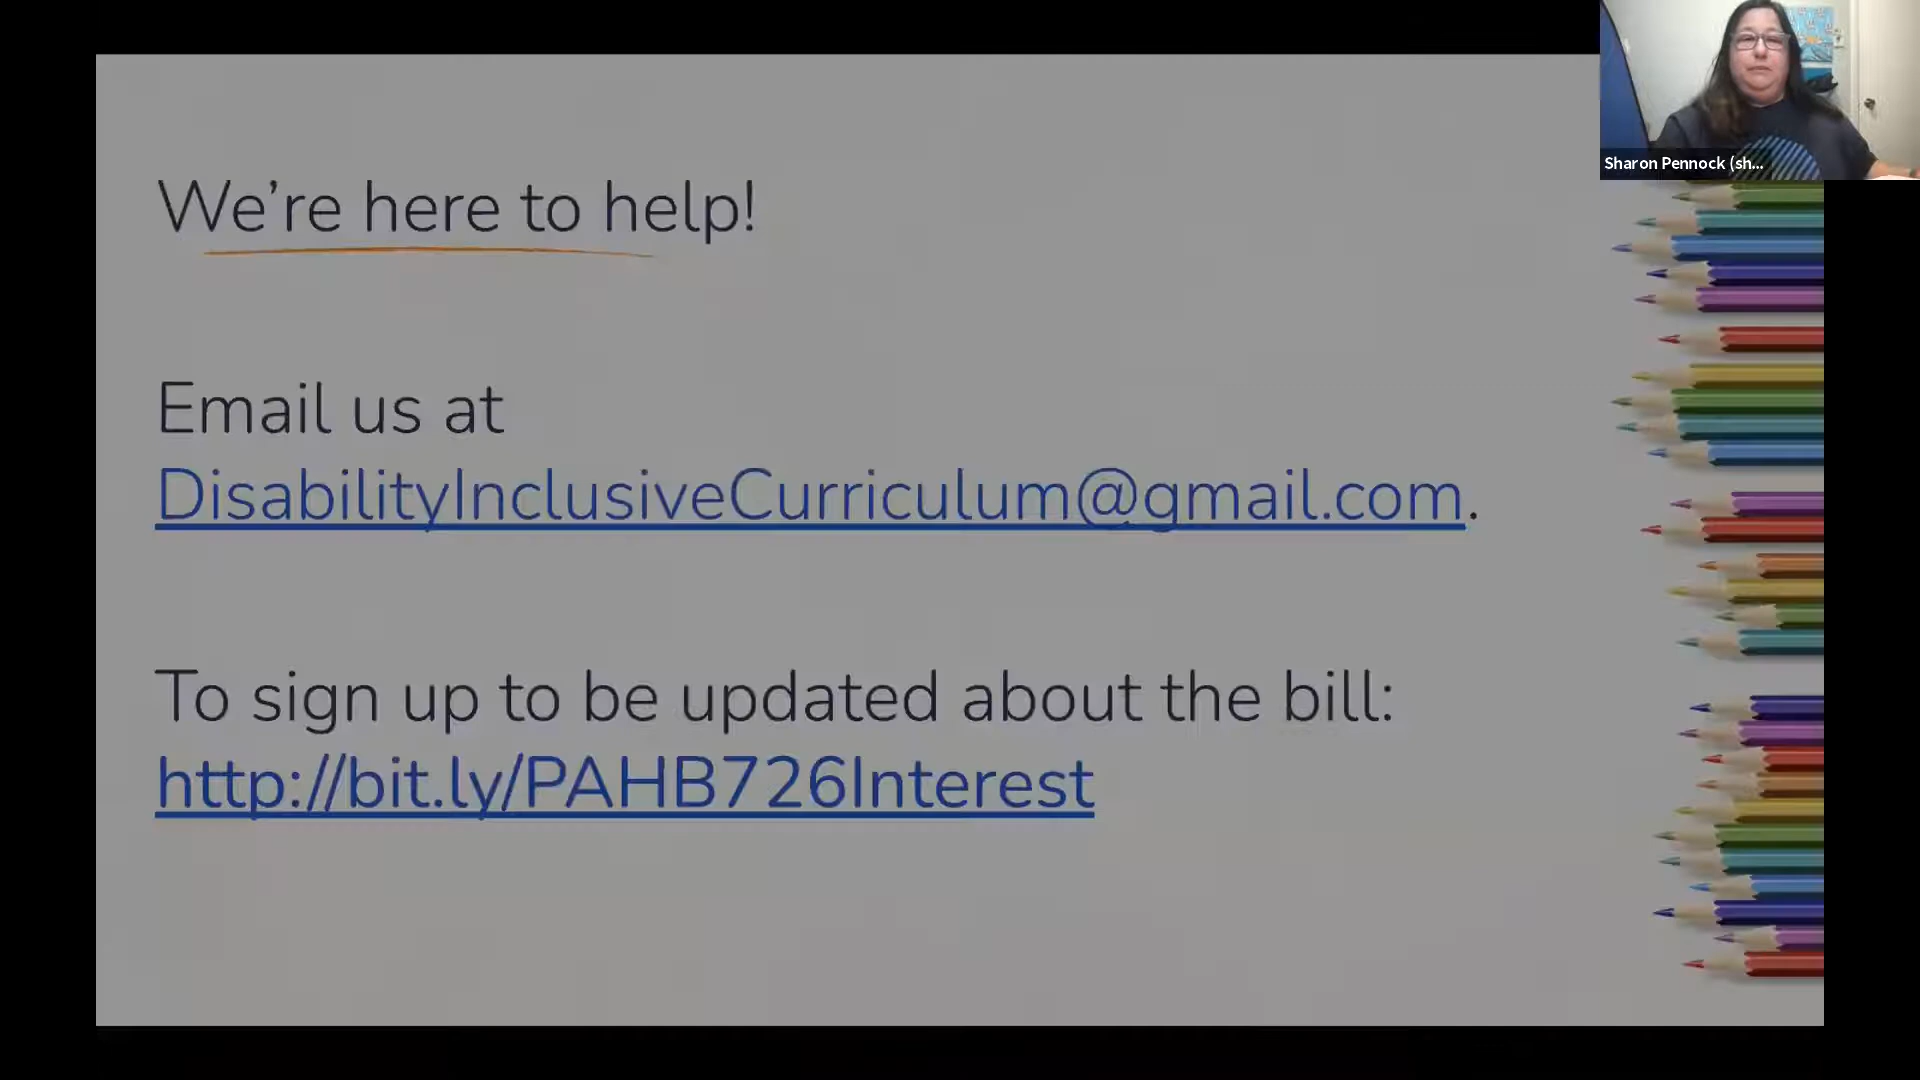 Sharon Pennock (sh...
We’re here to help!
Email us at
DisabilityInclusiveCurriculum@gmail.com.
To sign up to be updated about the bill:
http://bit.ly/PAHB726Interest